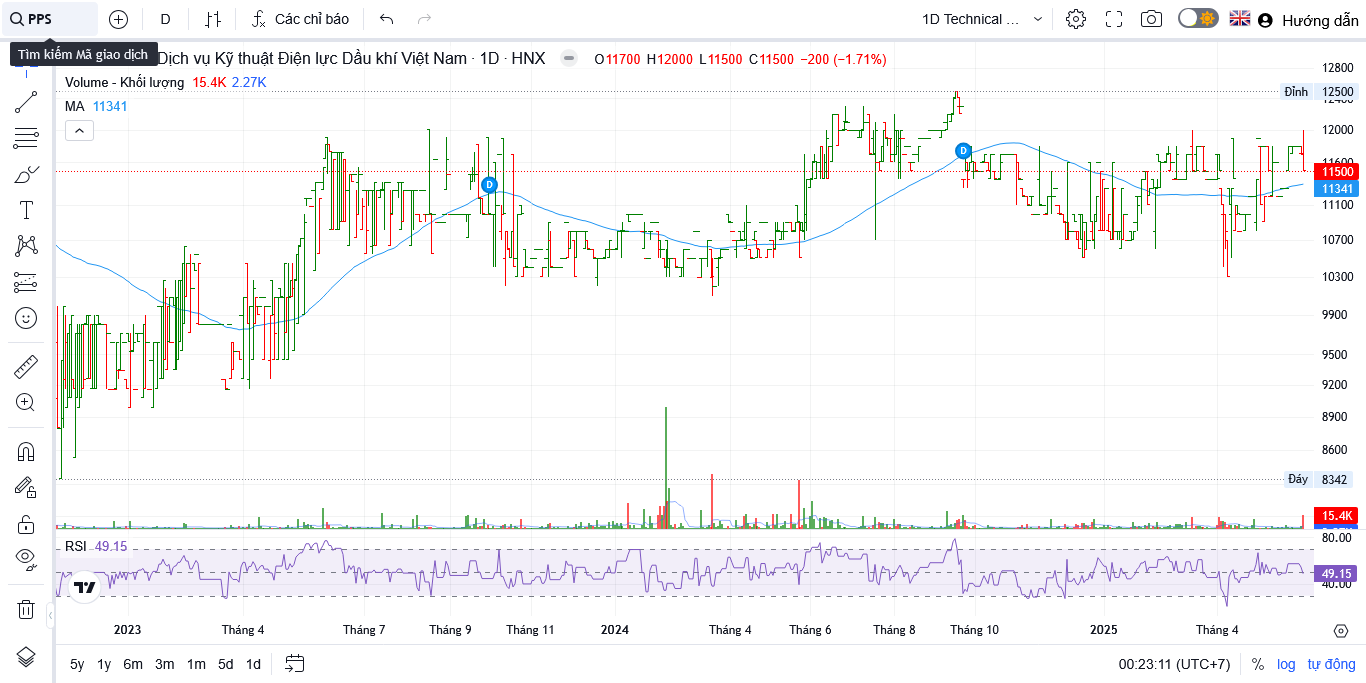 PPS
D
Các chỉ báo
1D Technical ...
Hướng dẫn
Tìm kiếm Mã giao dịch
Dịch vụ Kỹ thuật Điện lực Dầu khí Việt Nam · 1D · HNX
O11700 H12000 L11500 C11500 −200 (−1.71%)
Volume - Khối lượng 15.4K 2.27K
MA 11341
12800
Đỉnh 12500
12400
12000
11600
11500
11341
11100
10700
10300
9900
9500
9200
8900
8600
Đáy 8342
15.4K
D
D
RSI 49.15
80.00
49.15
40.00
2023 Tháng 4 Tháng 7 Tháng 9 Tháng 11 2024 Tháng 4 Tháng 6 Tháng 8 Tháng 10 2025 Tháng 4
5y 1y 6m 3m 1m 5d 1d
00:23:11 (UTC+7) % log tự động